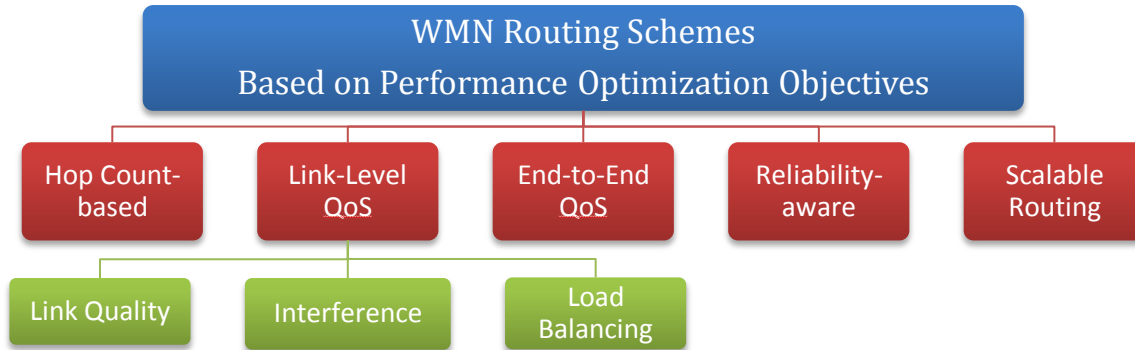 WMN Routing Schemes
Based on Performance Optimization Objectives
Hop Count-
based
Link-Level
QoS
End-to-End
QoS
Reliability-
aware
Scalable
Routing
Link Quality
Interference
Load
Balancing